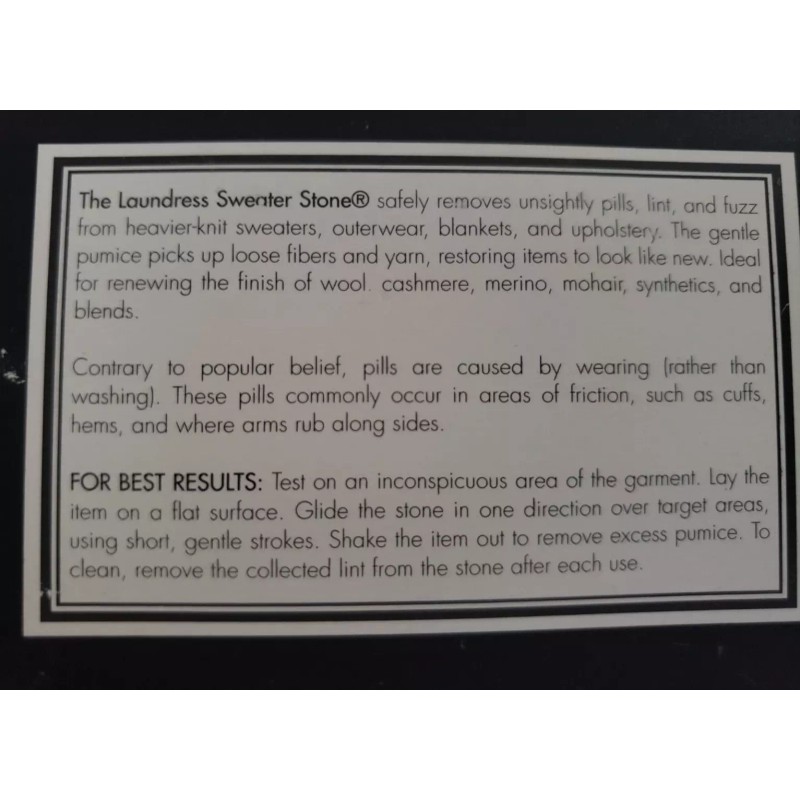 The Laundress Sweater Stone® safely removes unsightly pills, lint, and fuzz
from heavier-knit sweaters, outerwear, blankets, and upholstery. The gentle
pumice picks up loose fibers and yarn, restoring items to look like new. Ideal
for renewing the finish of wool. cashmere, merino, mohair, synthetics, and
blends.
Contrary to popular belief, pills are caused by wearing (rather than
washing). These pills commonly occur in areas of friction, such as cuffs,
hems, and where arms rub along sides.
FOR BEST RESULTS: Test on an inconspicuous area of the garment. Lay the
item on a flat surface. Glide the stone in one direction over target areas,
using short, gentle strokes. Shake the item out to remove excess pumice. To
clean, remove the collected lint from the stone after each use.